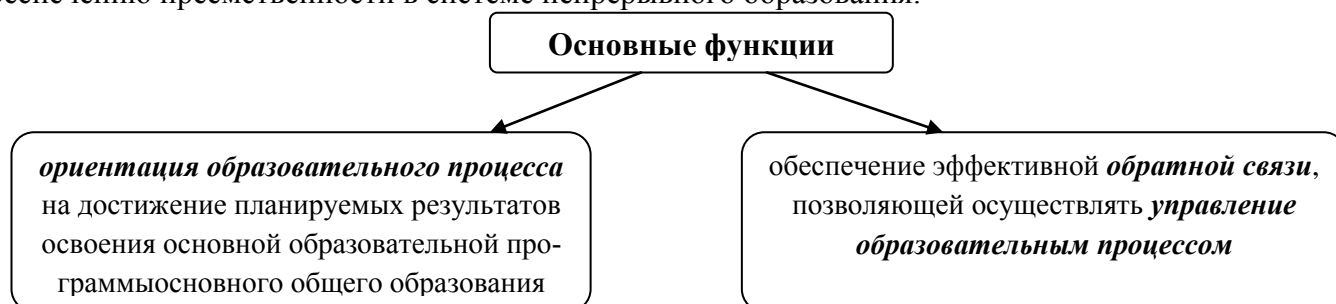 преемственности в системе непрерывного образования.
Основные функции
ориентация образовательного процесса
на достижение планируемых результатов
освоения основной образовательной про-
граммыосновного общего образования
обеспечение эффективной обратной связи,
позволяющей осуществлять управление
образовательным процессом